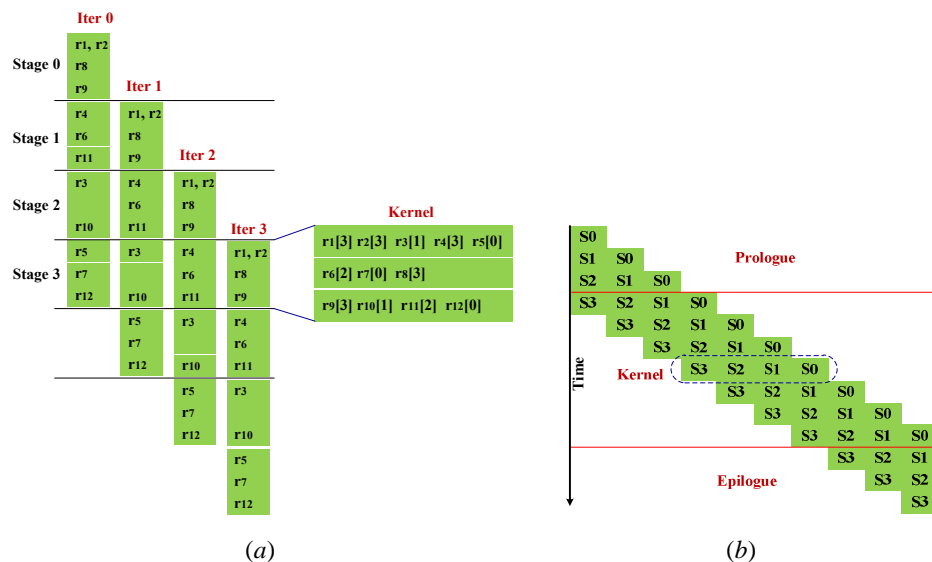 Iter 0
r1, r2
Stage 0
r8
r9
Iter 1
r4
r1, r2
Stage 1
r6
r8
r11
r9
Iter 2
r3
r4
r1, r2
Stage 2
r6
r8
r10
r11
r9
Iter 3
Kernel
r5
r3
r4
r1, r2
Stage 3
r7
r6
r8
r12
r10
r11
r9
r1[3] r2[3] r3[1] r4[3] r5[0]
r6[2] r7[0] r8[3]
r9[3] r10[1] r11[2] r12[0]
r5
r3
r4
r7
r6
r12
r10
r11
r5
r3
r7
r12
r10
r5
r7
r12
(a)
S0
S1 S0
S2 S1 S0
Prologue
S3 S2 S1 S0
S3 S2 S1 S0
S3 S2 S1 S0
Kernel
S3 S2 S1 S0
S3 S2 S1 S0
S3 S2 S1 S0
S3 S2 S1 S0
S3 S2 S1
Epilogue
S3 S2
S3
Time
(b)